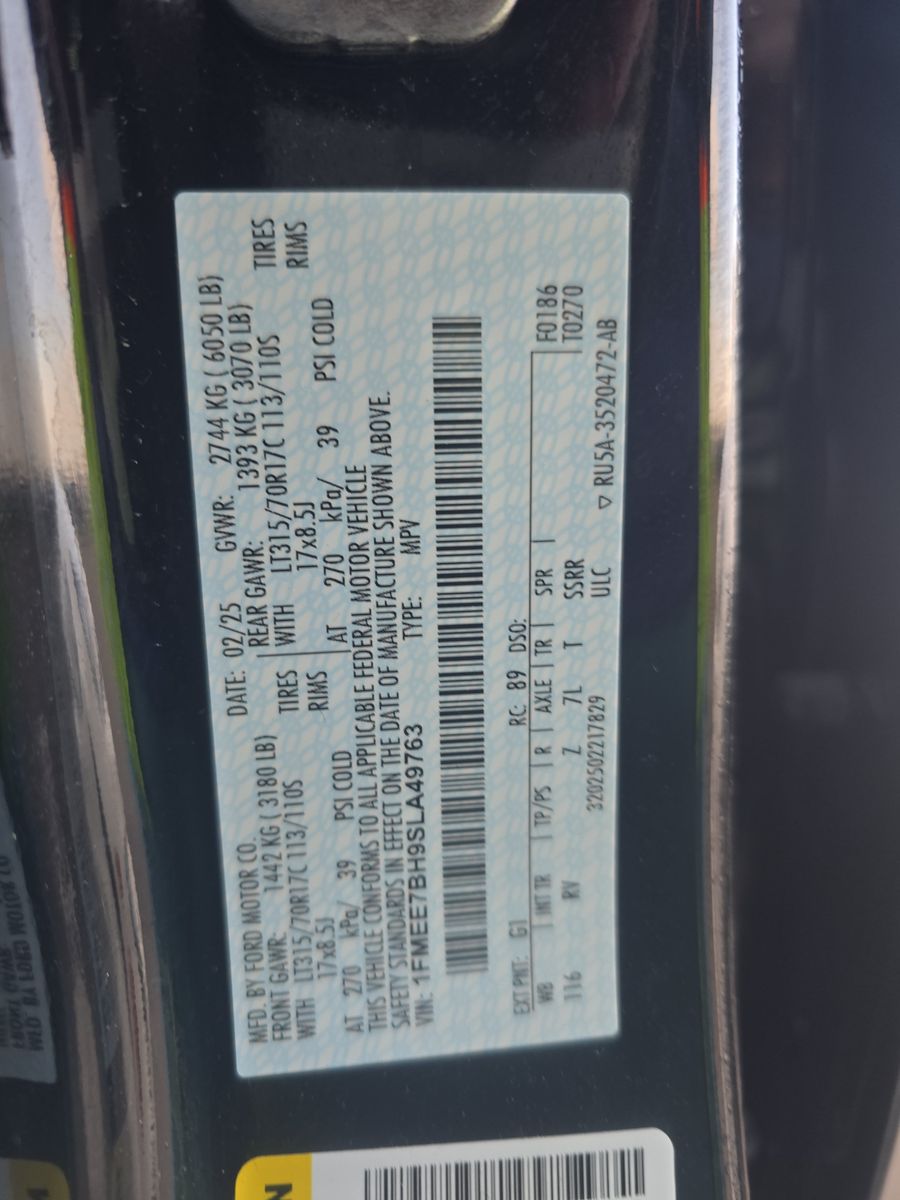 MFD. BY FORD MOTOR CO. DATE: 02/25 GVWR: 2744 KG ( 6050 LB)
FRONT GAWR: 1442 KG ( 3180 LB) REAR GAWR: 1393 KG ( 3070 LB)
WITH LT315/70R17C 113/110S TIRES WITH LT315/70R17C 113/110S TIRES
17x8.5J RIMS 17x8.5J RIMS
AT 270 kPa/ 39 PSI COLD AT 270 kPa/ 39 PSI COLD
THIS VEHICLE CONFORMS TO ALL APPLICABLE FEDERAL MOTOR VEHICLE
SAFETY STANDARDS IN EFFECT ON THE DATE OF MANUFACTURE SHOWN ABOVE.
VIN: 1FMEE7BH9SLA49763 TYPE: MPV
EXT PNT: G1 RC: 89 DSO: F0186
WB INT TR TP/PS R AXLE TR SPR T0270
116 RV Z 7L T SSRR
3202502217829 ULC ▽ RU5A-3520472-AB
N